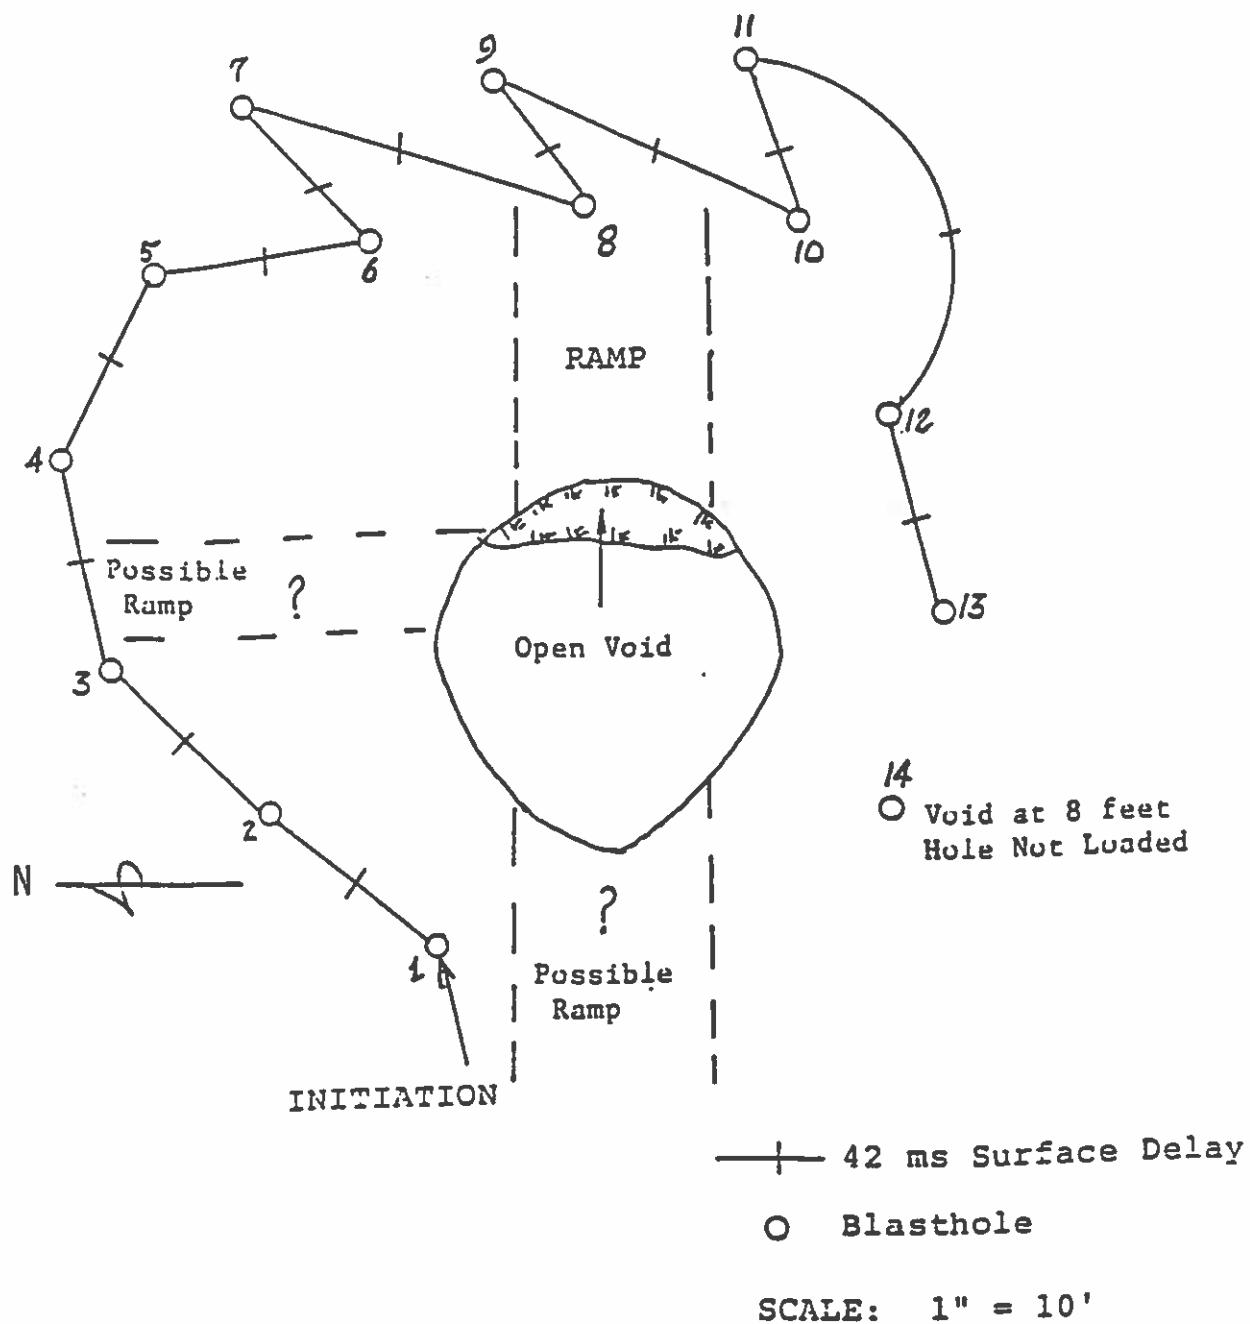 11
9
7
8
10
5
6
RAMP
12
4
Possible
Ramp
?
13
Open Void
3
14
Void at 8 feet
Hole Not Loaded
2
N
?
1
Possible
Ramp
INITIATION
42 ms Surface Delay
Blasthole
SCALE: 1" = 10'